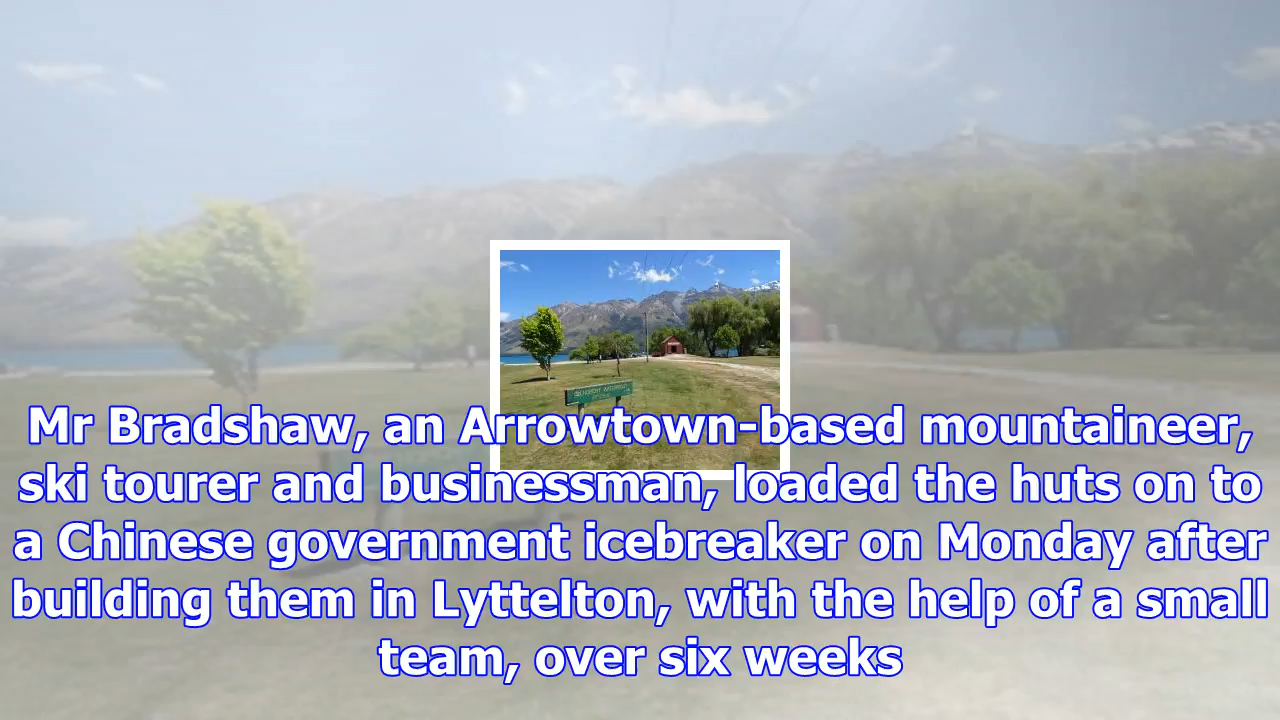 Mr Bradshaw, an Arrowtown-based mountaineer,
ski tourer and businessman, loaded the huts on to
a Chinese government icebreaker on Monday after
building them in Lyttelton, with the help of a small
team, over six weeks